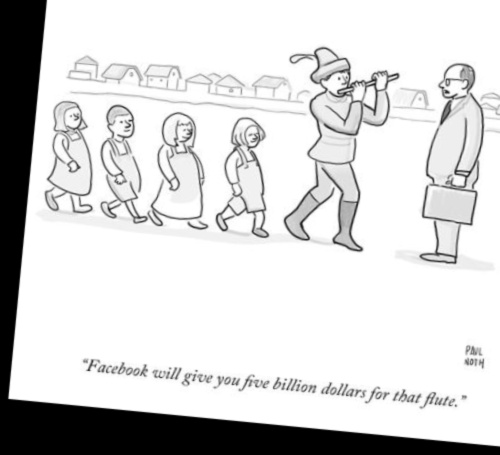 PAUL
NOTH
“Facebook will give you five billion dollars for that flute.”